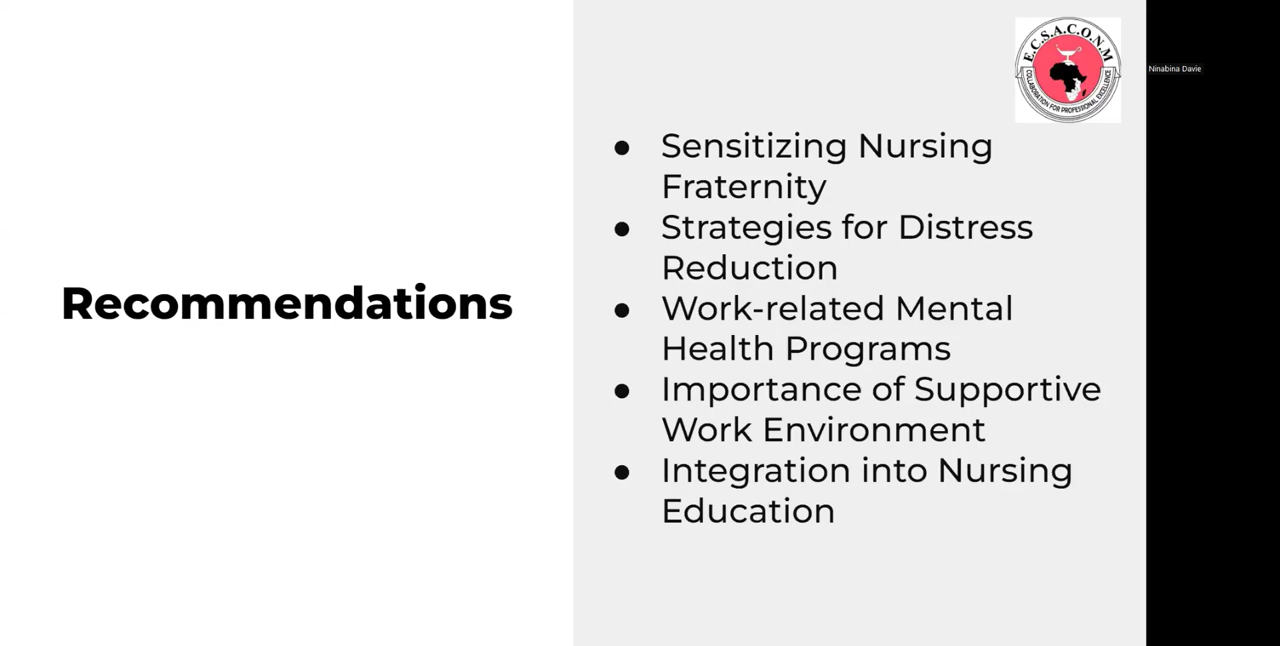 E.C.S.A.C.O.N.M
COLLABORATION FOR PROFESSIONAL EXCELLENCE
Ninabina Davie
Recommendations
● Sensitizing Nursing
Fraternity
● Strategies for Distress
Reduction
● Work-related Mental
Health Programs
● Importance of Supportive
Work Environment
● Integration into Nursing
Education